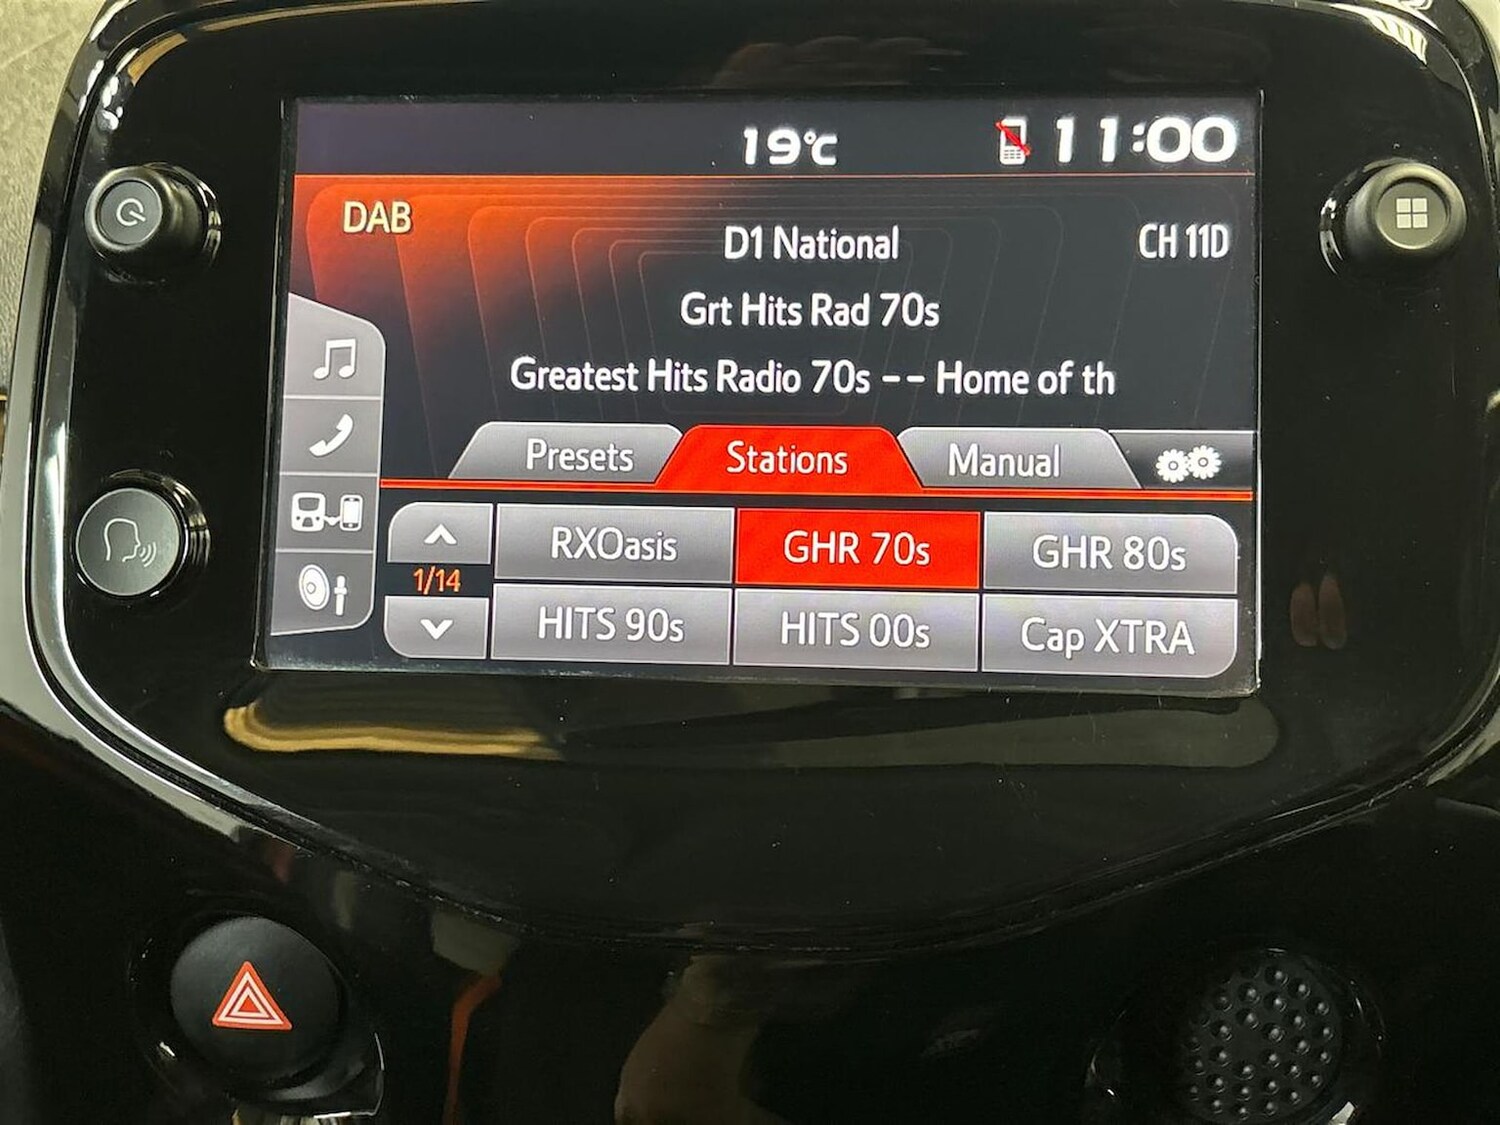 19°C 11:00
DAB
D1 National CH 11D
Grt Hits Rad 70s
Greatest Hits Radio 70s -- Home of th
Presets Stations Manual
RXOasis GHR 70s GHR 80s
1/14
HITS 90s HITS 00s Cap XTRA